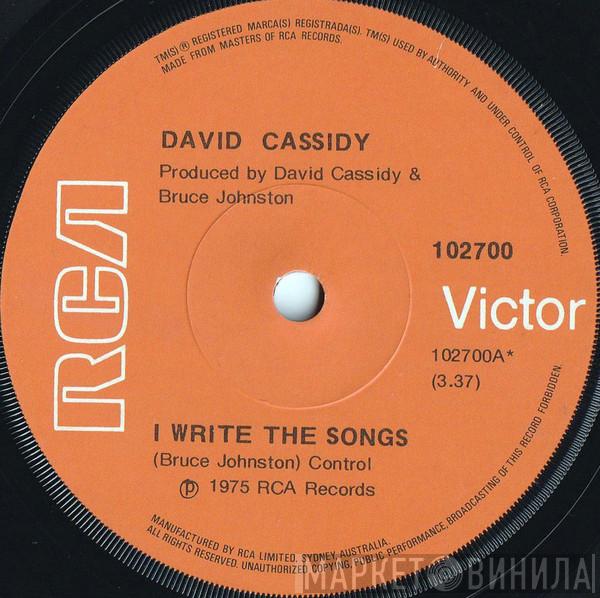 TM(S) ® REGISTERED MARCA(S) REGISTRADA(S). TM(S) USED BY AUTHORITY AND UNDER CONTROL OF RCA CORPORATION.
MADE FROM MASTERS OF RCA RECORDS.
DAVID CASSIDY
Produced by David Cassidy &
Bruce Johnston
RCA
102700
Victor
102700A*
(3.37)
I WRITE THE SONGS
(Bruce Johnston) Control
℗ 1975 RCA Records
MANUFACTURED BY RCA LIMITED, SYDNEY, AUSTRALIA.
ALL RIGHTS RESERVED. UNAUTHORIZED COPYING, PUBLIC PERFORMANCE, BROADCASTING OF THIS RECORD FORBIDDEN.
МАРКЕТ ВИНИЛА